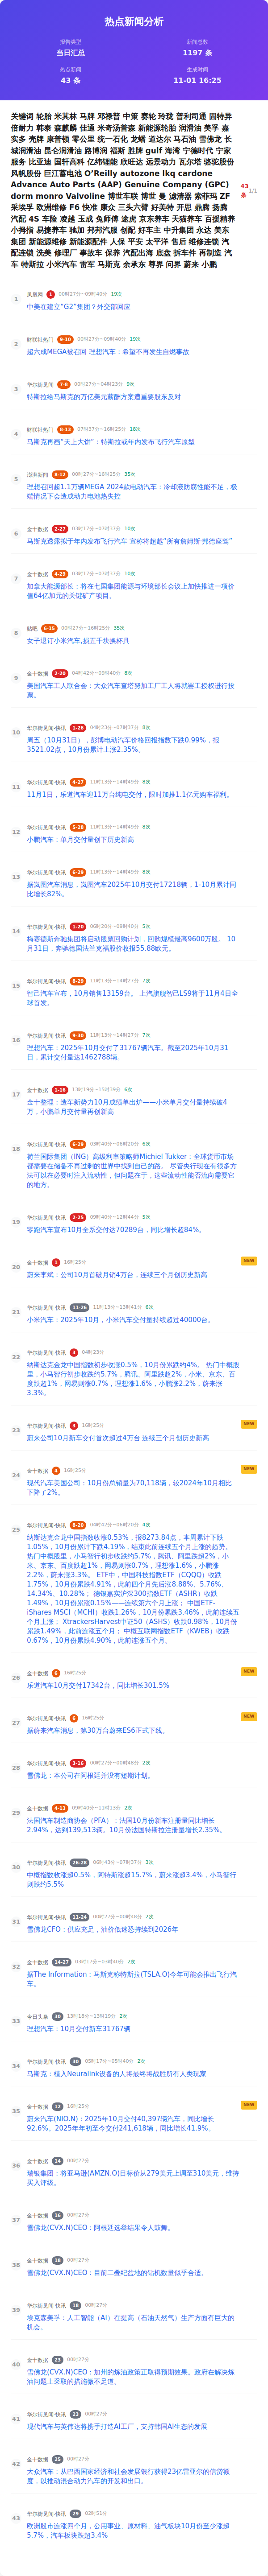 热点新闻分析
报告类型
当日汇总
新闻总数
1197 条
热点新闻
43 条
生成时间
11-01 16:25
关键词 轮胎 米其林 马牌 邓禄普 中策 赛轮 玲珑 普利司通 固特异
倍耐力 韩泰 森麒麟 佳通 米奇汤普森 新能源轮胎 润滑油 美孚 嘉
实多 壳牌 康普顿 零公里 统一石化 龙蟠 道达尔 马石油 雪佛龙 长
城润滑油 昆仑润滑油 路博润 福斯 胜牌 gulf 海湾 宁德时代 宁家
服务 比亚迪 国轩高科 亿纬锂能 欣旺达 远景动力 瓦尔塔 骆驼股份
风帆股份 巨江蓄电池 O’Reilly autozone lkq cardone
Advance Auto Parts (AAP) Genuine Company (GPC)
dorm monro Valvoline 博世车联 博世 曼 滤清器 索菲玛 ZF
采埃孚 欧洲维修 F6 快准 康众 三头六臂 好美特 开思 鼎腾 扬腾
汽配 4S 车险 凌趟 玉成 兔师傅 途虎 京东养车 天猫养车 百援精养
小拇指 易捷养车 驰加 邦邦汽服 创配 好车主 中升集团 永达 美东
集团 新能源维修 新能源配件 人保 平安 太平洋 售后 维修连锁 汽
配连锁 洗美 修理厂 事故车 保养 汽配出海 底盘 拆车件 再制造 汽
车 特斯拉 小米汽车 雷军 马斯克 余承东 尊界 问界 蔚来 小鹏
43
条
1/1
1
凤凰网 1 00时27分~09时40分 19次
中美在建立“G2”集团？外交部回应
2
财联社热门 9-10 00时27分~09时40分 19次
超六成MEGA被召回 理想汽车：希望不再发生自燃事故
3
华尔街见闻 7-8 00时27分~04时23分 9次
特斯拉给马斯克的万亿美元薪酬方案遭重要股东反对
4
财联社热门 6-13 07时37分~16时25分 18次
马斯克再画“天上大饼”：特斯拉或年内发布飞行汽车原型
5
澎湃新闻 8-12 00时27分~16时25分 35次
理想召回超1.1万辆MEGA 2024款电动汽车：冷却液防腐性能不足，极
端情况下会造成动力电池热失控
6
金十数据 2-27 03时17分~07时37分 10次
马斯克透露拟于年内发布飞行汽车 宣称将超越“所有詹姆斯·邦德座驾”
7
金十数据 4-29 03时17分~07时37分 10次
加拿大能源部长：将在七国集团能源与环境部长会议上加快推进一项价
值64亿加元的关键矿产项目。
8
贴吧 6-15 00时27分~16时25分 35次
女子退订小米汽车,损五千块换杯具
9
金十数据 2-20 04时42分~09时40分 8次
美国汽车工人联合会：大众汽车查塔努加工厂工人将就罢工授权进行投
票。
10
华尔街见闻-快讯 1-26 04时23分~07时37分 8次
周五（10月31日），彭博电动汽车价格回报指数下跌0.99%，报
3521.02点，10月份累计上涨2.35%。
11
华尔街见闻-快讯 4-27 11时13分~14时49分 8次
11月1日，乐道汽车迎11万台纯电交付，限时加推1.1亿元购车福利。
12
华尔街见闻-快讯 5-28 11时13分~14时49分 8次
小鹏汽车：单月交付量创下历史新高
13
华尔街见闻-快讯 6-29 11时13分~14时49分 8次
据岚图汽车消息，岚图汽车2025年10月交付17218辆，1-10月累计同
比增长82%。
14
华尔街见闻-快讯 1-20 06时20分~09时40分 5次
梅赛德斯奔驰集团将启动股票回购计划，回购规模最高9600万股。 10
月31日，奔驰德国法兰克福股价收报55.88欧元。
15
华尔街见闻-快讯 8-29 11时13分~14时27分 7次
智己汽车宣布，10月销售13159台。 上汽旗舰智己LS9将于11月4日全
球首发。
16
华尔街见闻-快讯 9-30 11时13分~14时27分 7次
理想汽车：2025年10月交付了31767辆汽车。截至2025年10月31
日，累计交付量达1462788辆。
17
金十数据 1-16 12时19分~15时39分 6次
金十整理：造车新势力10月成绩单出炉——小米单月交付量持续破4
万，小鹏单月交付量再创新高
18
华尔街见闻-快讯 6-29 03时40分~06时20分 6次
荷兰国际集团（ING）高级利率策略师Michiel Tukker：全球货币市场
都需要在储备不再过剩的世界中找到自己的路。 尽管央行现在有很多方
法可以在必要时注入流动性，但问题在于，这些流动性能否流向需要它
的地方。
19
华尔街见闻-快讯 2-25 09时40分~12时44分 5次
零跑汽车宣布10月全系交付达70289台，同比增长超84%。
20
金十数据 1 16时25分
NEW
蔚来李斌：公司10月首破月销4万台，连续三个月创历史新高
21
华尔街见闻-快讯 11-26 11时13分~13时41分 6次
小米汽车：2025年10月，小米汽车交付量持续超过40000台。
22
华尔街见闻-快讯 3 04时23分
纳斯达克金龙中国指数初步收涨0.5%，10月份累跌约4%。 热门中概股
里，小马智行初步收跌约5.7%，腾讯、阿里跌超2%，小米、京东、百
度跌超1%，网易则涨0.7%，理想涨1.6%，小鹏涨2.2%，蔚来涨
3.3%。
23
华尔街见闻-快讯 3 16时25分
NEW
蔚来公司10月新车交付首次超过4万台 连续三个月创历史新高
24
金十数据 4 16时25分
NEW
现代汽车美国公司：10月份总销量为70,118辆，较2024年10月相比
下降了2%。
25
华尔街见闻-快讯 8-20 04时42分~06时20分 4次
纳斯达克金龙中国指数收涨0.53%，报8273.84点，本周累计下跌
1.05%，10月份累计下跌4.19%，结束此前连续五个月上涨的趋势。
热门中概股里，小马智行初步收跌约5.7%，腾讯、阿里跌超2%，小
米、京东、百度跌超1%，网易则涨0.7%，理想涨1.6%，小鹏涨
2.2%，蔚来涨3.3%。 ETF中，中国科技指数ETF（CQQQ）收跌
1.75%，10月份累跌4.91%，此前四个月先后涨8.88%、5.76%、
14.34%、10.28%； 德银嘉实沪深300指数ETF（ASHR）收跌
1.49%，10月份累涨0.15%——连续第六个月上涨； 中国ETF–
iShares MSCI（MCHI）收跌1.26%，10月份累跌3.46%，此前连续五
个月上涨； XtrackersHarvest中证50（ASHS）收跌0.98%，10月份
累跌1.49%，此前连涨五个月； 中概互联网指数ETF（KWEB）收跌
0.67%，10月份累跌4.90%，此前连涨五个月。
26
金十数据 6 16时25分
NEW
乐道汽车10月交付17342台，同比增长301.5%
27
华尔街见闻-快讯 6 16时25分
NEW
据蔚来汽车消息，第30万台蔚来ES6正式下线。
28
华尔街见闻-快讯 3-16 00时27分~00时48分 2次
雪佛龙：本公司在阿根廷并没有短期计划。
29
金十数据 4-13 09时40分~11时13分 2次
法国汽车制造商协会（PFA）：法国10月份新车注册量同比增长
2.94%，达到139,513辆。10月份法国特斯拉注册量增长2.35%。
30
华尔街见闻-快讯 26-28 06时43分~07时37分 3次
中概指数收涨超0.5%，阿特斯涨超15.7%，蔚来涨超3.4%，小马智行
则跌约5.5%
31
华尔街见闻-快讯 11-24 00时27分~00时48分 2次
雪佛龙CFO：供应充足，油价低迷恐持续到2026年
32
金十数据 14-27 03时17分~03时40分 2次
据The Information：马斯克称特斯拉(TSLA.O)今年可能会推出飞行汽
车。
33
今日头条 30 13时18分~13时19分 2次
理想汽车：10月交付新车31767辆
34
华尔街见闻-快讯 30 05时17分~05时40分 2次
马斯克：植入Neuralink设备的人将最终将战胜所有人类玩家
35
金十数据 12 16时25分
NEW
蔚来汽车(NIO.N)：2025年10月交付40,397辆汽车，同比增长
92.6%。2025年年初至今交付241,618辆，同比增长41.9%。
36
金十数据 14 00时27分
瑞银集团：将亚马逊(AMZN.O)目标价从279美元上调至310美元，维持
买入评级。
37
金十数据 16 00时27分
雪佛龙(CVX.N)CEO：阿根廷选举结果令人鼓舞。
38
金十数据 18 00时27分
雪佛龙(CVX.N)CEO：目前二叠纪盆地的钻机数量似乎合适。
39
华尔街见闻-快讯 18 00时27分
埃克森美孚：人工智能（AI）在提高（石油天然气）生产方面有巨大的
机会。
40
金十数据 23 00时27分
雪佛龙(CVX.N)CEO：加州的炼油政策正取得预期效果。政府在解决炼
油问题上采取的措施微不足道。
41
华尔街见闻-快讯 23 00时27分
现代汽车与英伟达将携手打造AI工厂，支持韩国AI生态的发展
42
金十数据 25 00时27分
大众汽车：从巴西国家经济和社会发展银行获得23亿雷亚尔的信贷额
度，以推动混合动力汽车的开发和出口。
43
华尔街见闻-快讯 29 02时51分
欧洲股市连涨四个月，公用事业、原材料、油气板块10月份至少涨超
5.7%，汽车板块跌超3.4%